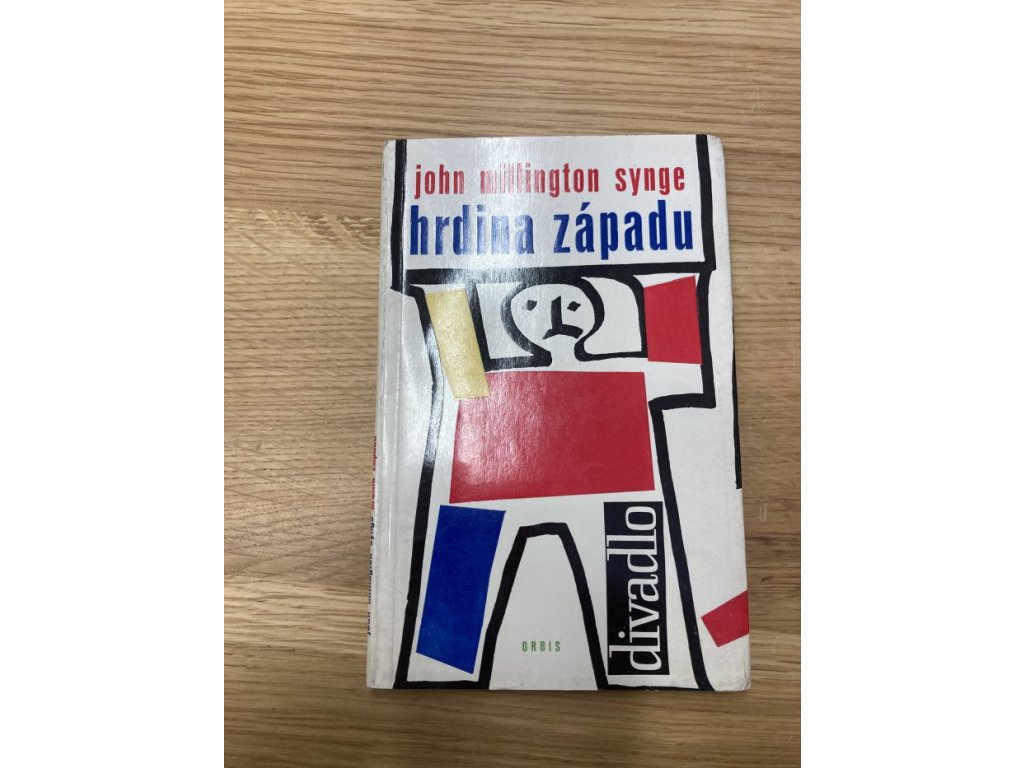 john millington synge
hrdina západu
divadlo
ORBIS